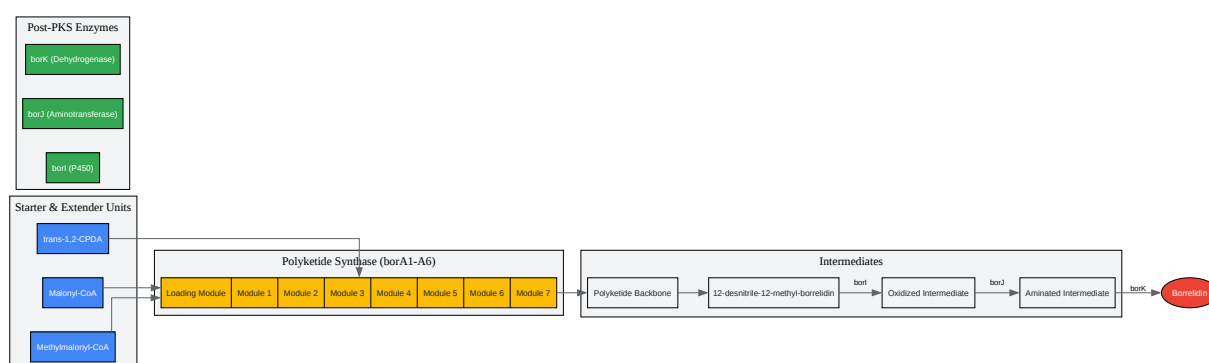 Post-PKS Enzymes
borK (Dehydrogenase)
borJ (Aminotransferase)
borI (P450)
Starter & Extender Units
trans-1,2-CPDA
Malonyl-CoA
Methylmalonyl-CoA
Polyketide Synthase (borA1-A6)
Loading Module
Module 1
Module 2
Module 3
Module 4
Module 5
Module 6
Module 7
Intermediates
Polyketide Backbone
12-desnitrile-12-methyl-borrelidin
borI
Oxidized Intermediate
borJ
Aminated Intermediate
borK
Borrelidin